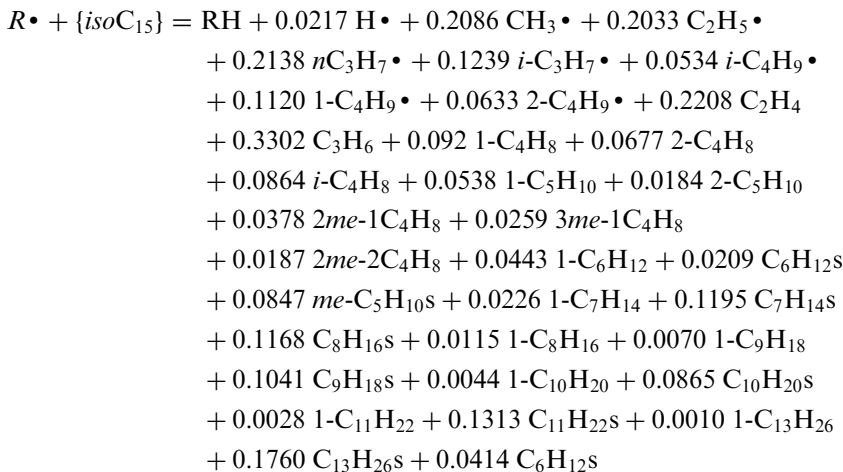 R• + {isoC₁₅} = RH + 0.0217 H• + 0.2086 CH₃• + 0.2033 C₂H₅•
+ 0.2138 nC₃H₇• + 0.1239 i-C₃H₇• + 0.0534 i-C₄H₉•
+ 0.1120 1-C₄H₉• + 0.0633 2-C₄H₉• + 0.2208 C₂H₄
+ 0.3302 C₃H₆ + 0.092 1-C₄H₈ + 0.0677 2-C₄H₈
+ 0.0864 i-C₄H₈ + 0.0538 1-C₅H₁₀ + 0.0184 2-C₅H₁₀
+ 0.0378 2me-1C₄H₈ + 0.0259 3me-1C₄H₈
+ 0.0187 2me-2C₄H₈ + 0.0443 1-C₆H₁₂ + 0.0209 C₆H₁₂s
+ 0.0847 me-C₅H₁₀s + 0.0226 1-C₇H₁₄ + 0.1195 C₇H₁₄s
+ 0.1168 C₈H₁₆s + 0.0115 1-C₈H₁₆ + 0.0070 1-C₉H₁₈
+ 0.1041 C₉H₁₈s + 0.0044 1-C₁₀H₂₀ + 0.0865 C₁₀H₂₀s
+ 0.0028 1-C₁₁H₂₂ + 0.1313 C₁₁H₂₂s + 0.0010 1-C₁₃H₂₆
+ 0.1760 C₁₃H₂₆s + 0.0414 C₆H₁₂s